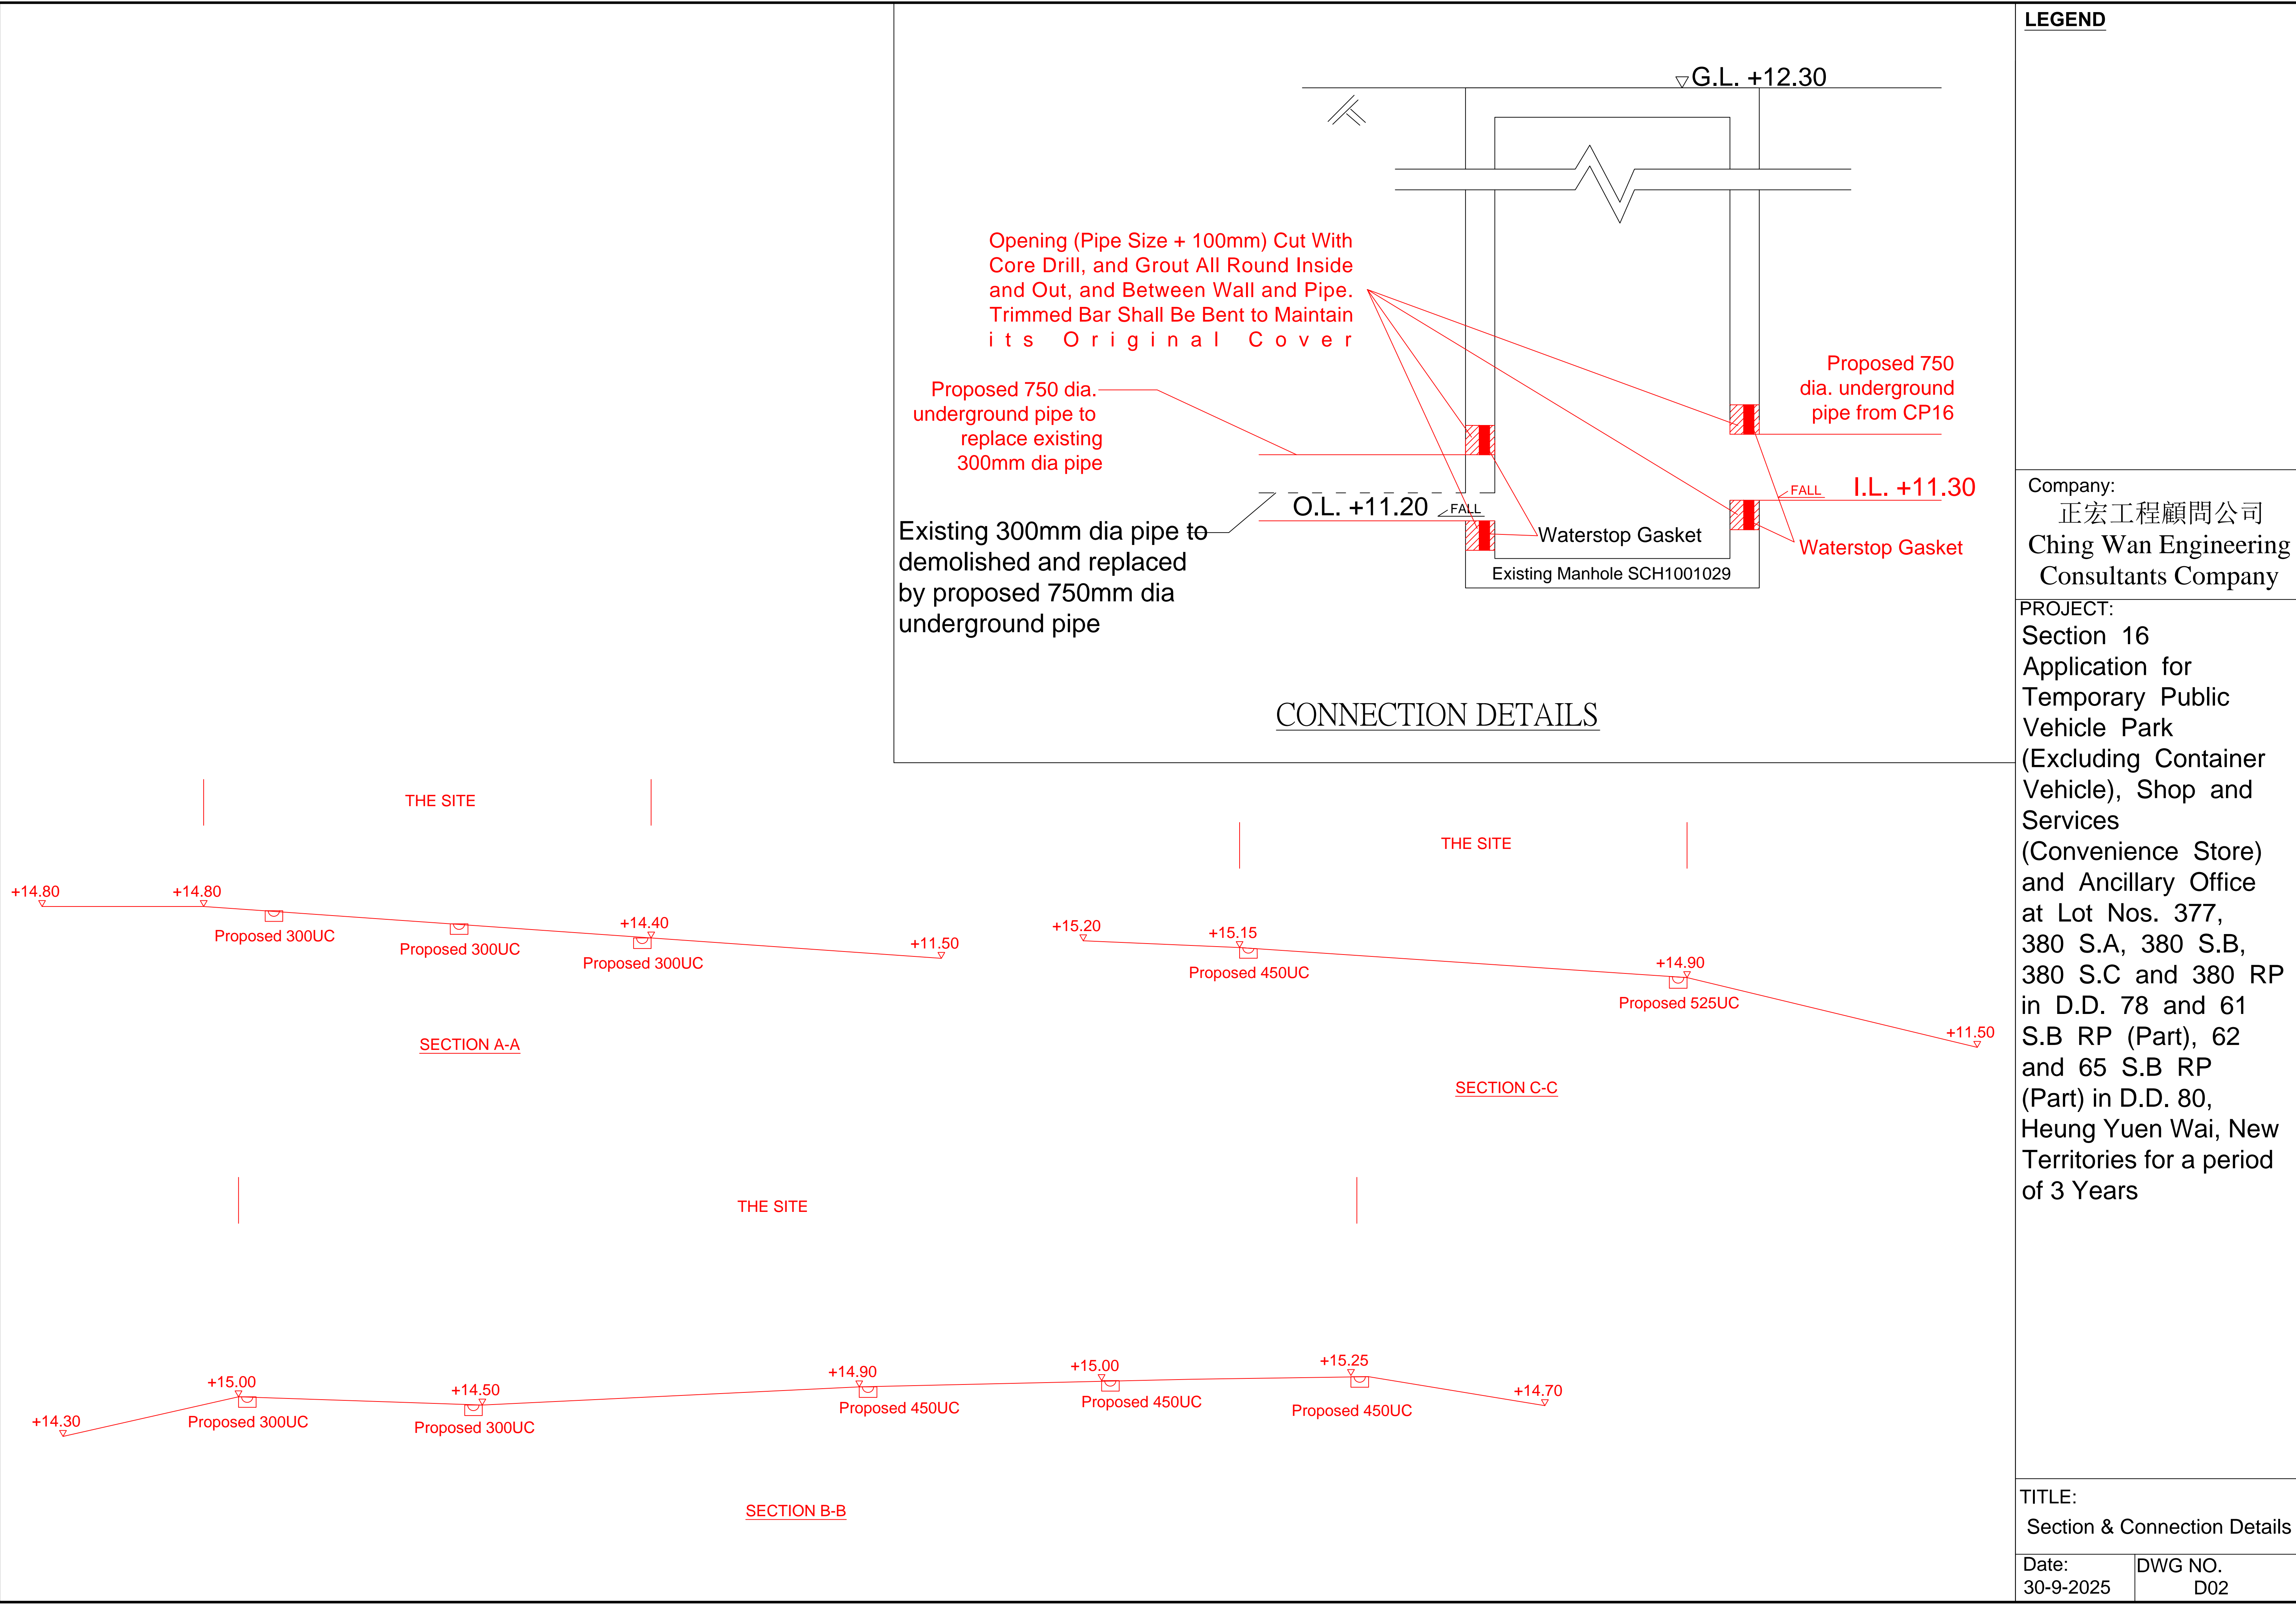 G.L. +12.30
Opening (Pipe Size + 100mm) Cut With
Core Drill, and Grout All Round Inside
and Out, and Between Wall and Pipe.
Trimmed Bar Shall Be Bent to Maintain
its Original Cover
Proposed 750 dia.
underground pipe to
replace existing
300mm dia pipe
Proposed 750
dia. underground
pipe from CP16
O.L. +11.20
FALL
FALL
I.L. +11.30
Existing 300mm dia pipe to
demolished and replaced
by proposed 750mm dia
underground pipe
Waterstop Gasket
Waterstop Gasket
Existing Manhole SCH1001029
CONNECTION DETAILS
THE SITE
+14.80
+14.80
+14.40
+11.50
Proposed 300UC
Proposed 300UC
Proposed 300UC
SECTION A-A
THE SITE
+15.20
+15.15
+14.90
+11.50
Proposed 450UC
Proposed 525UC
SECTION C-C
THE SITE
+14.30
+15.00
+14.50
+14.90
+15.00
+15.25
+14.70
Proposed 300UC
Proposed 300UC
Proposed 450UC
Proposed 450UC
Proposed 450UC
SECTION B-B
LEGEND
Company:
正宏工程顧問公司
Ching Wan Engineering
Consultants Company
PROJECT:
Section 16
Application for
Temporary Public
Vehicle Park
(Excluding Container
Vehicle), Shop and
Services
(Convenience Store)
and Ancillary Office
at Lot Nos. 377,
380 S.A, 380 S.B,
380 S.C and 380 RP
in D.D. 78 and 61
S.B RP (Part), 62
and 65 S.B RP
(Part) in D.D. 80,
Heung Yuen Wai, New
Territories for a period
of 3 Years
TITLE:
Section & Connection Details
Date:
30-9-2025
DWG NO.
D02